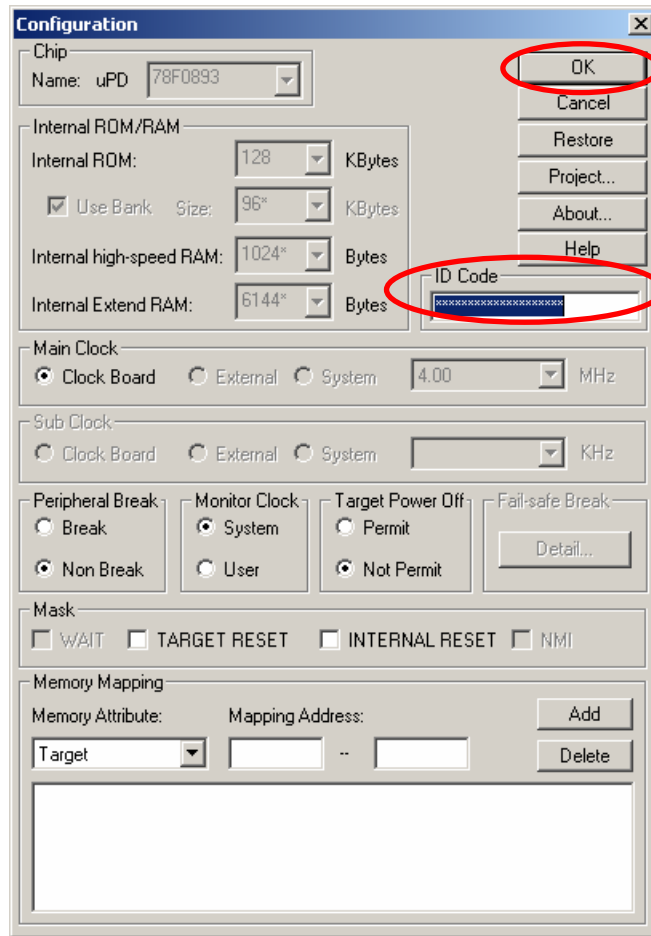 Configuration
Chip
Name: uPD 78F0893
OK
Cancel
Restore
Project...
About...
Help
Internal ROM/RAM
Internal ROM: 128 KBytes
Use Bank Size: 96* KBytes
Internal high-speed RAM: 1024* Bytes
Internal Extend RAM: 6144* Bytes
ID Code
********************
Main Clock
Clock Board External System 4.00 MHz
Sub Clock
Clock Board External System KHz
Peripheral Break
Break
Non Break
Monitor Clock
System
User
Target Power Off
Permit
Not Permit
Fail-safe Break
Detail...
Mask
WAIT TARGET RESET INTERNAL RESET NMI
Memory Mapping
Memory Attribute: Mapping Address: Add
Target -- Delete